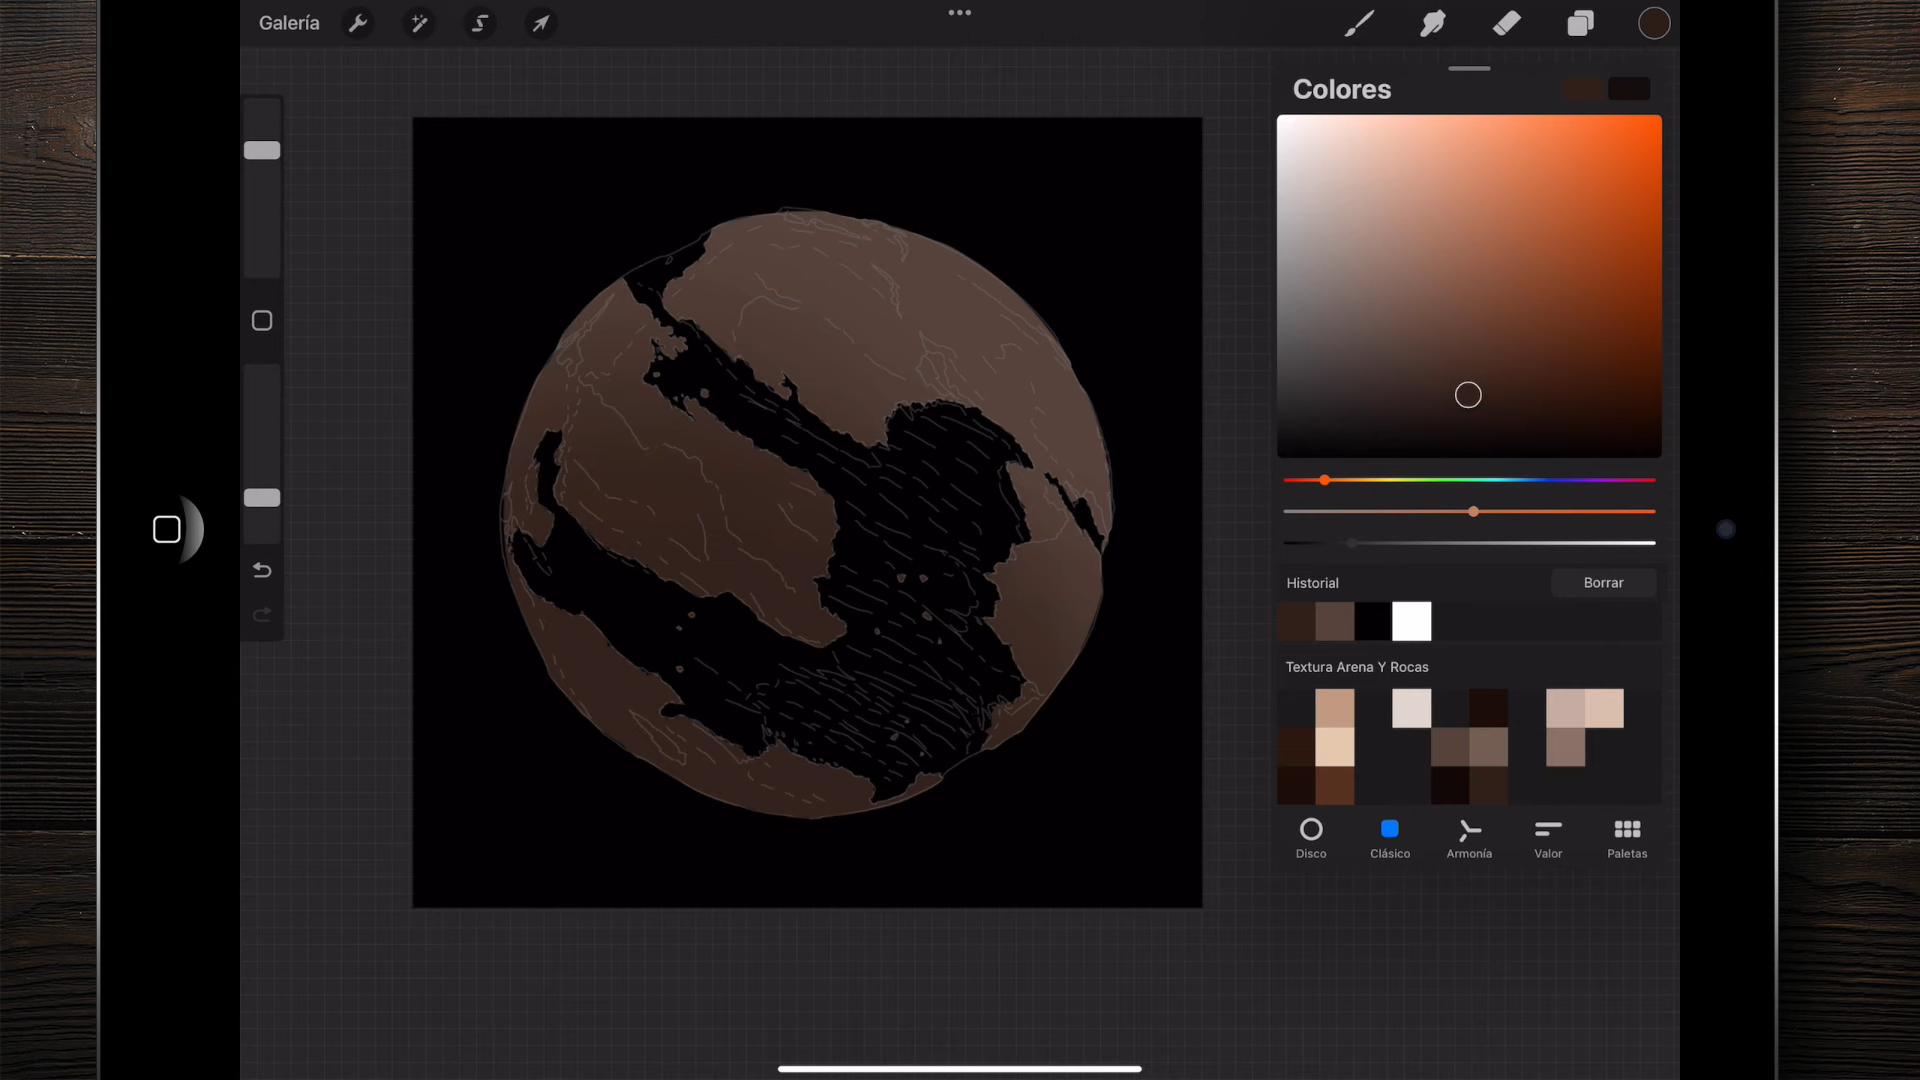 Galería
Colores
Historial
Borrar
Textura Arena Y Rocas
Disco
Clásico
Armonía
Valor
Paletas